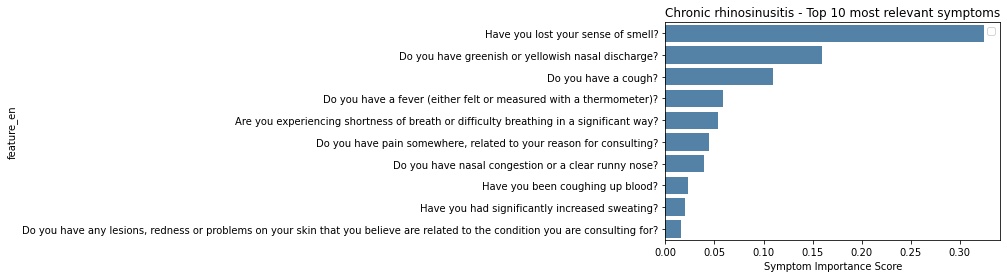 Chronic rhinosinusitis - Top 10 most relevant symptoms
Have you lost your sense of smell?
Do you have greenish or yellowish nasal discharge?
Do you have a cough?
Do you have a fever (either felt or measured with a thermometer)?
Are you experiencing shortness of breath or difficulty breathing in a significant way?
Do you have pain somewhere, related to your reason for consulting?
Do you have nasal congestion or a clear runny nose?
Have you been coughing up blood?
Have you had significantly increased sweating?
Do you have any lesions, redness or problems on your skin that you believe are related to the condition you are consulting for?
feature_en
0.00 0.05 0.10 0.15 0.20 0.25 0.30
Symptom Importance Score